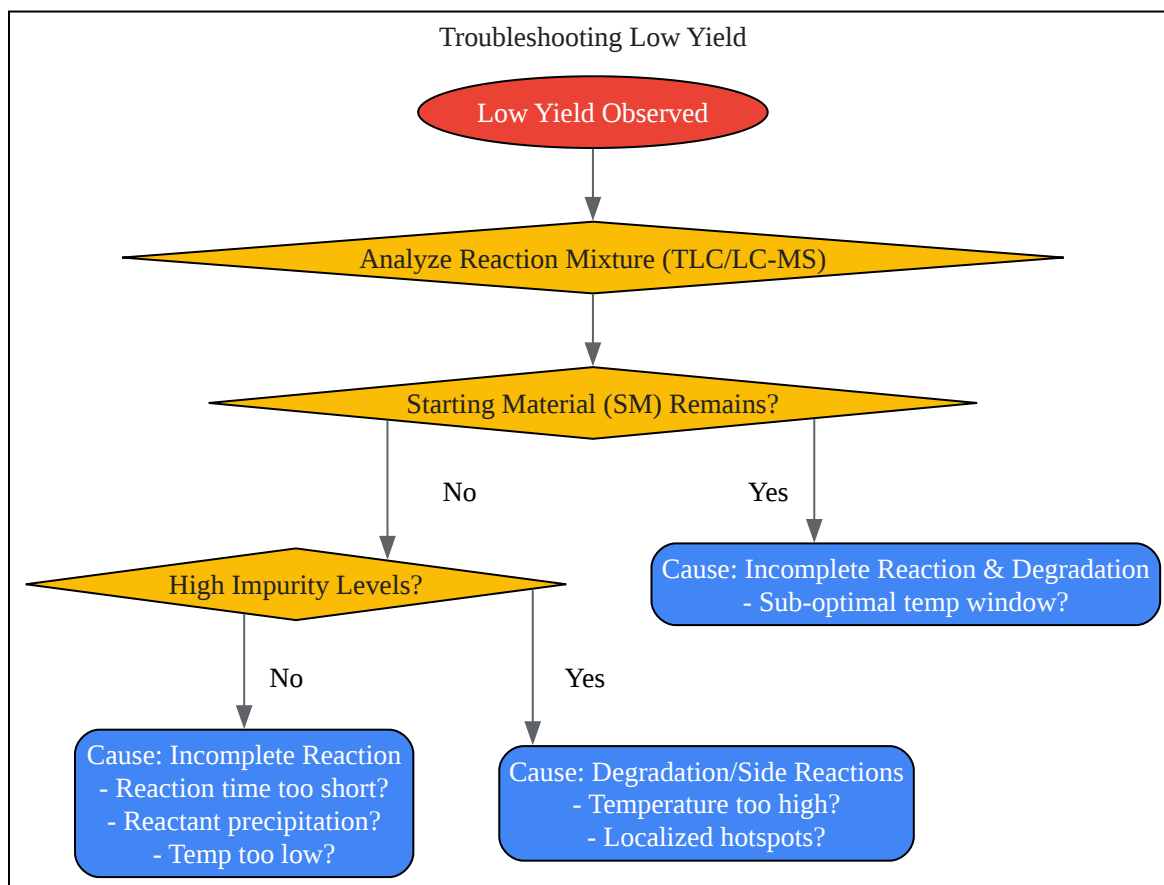 Troubleshooting Low Yield
Low Yield Observed
Analyze Reaction Mixture (TLC/LC-MS)
Starting Material (SM) Remains?
No
Yes
Cause: Incomplete Reaction & Degradation
- Sub-optimal temp window?
High Impurity Levels?
No
Yes
Cause: Incomplete Reaction
- Reaction time too short?
- Reactant precipitation?
- Temp too low?
Cause: Degradation/Side Reactions
- Temperature too high?
- Localized hotspots?